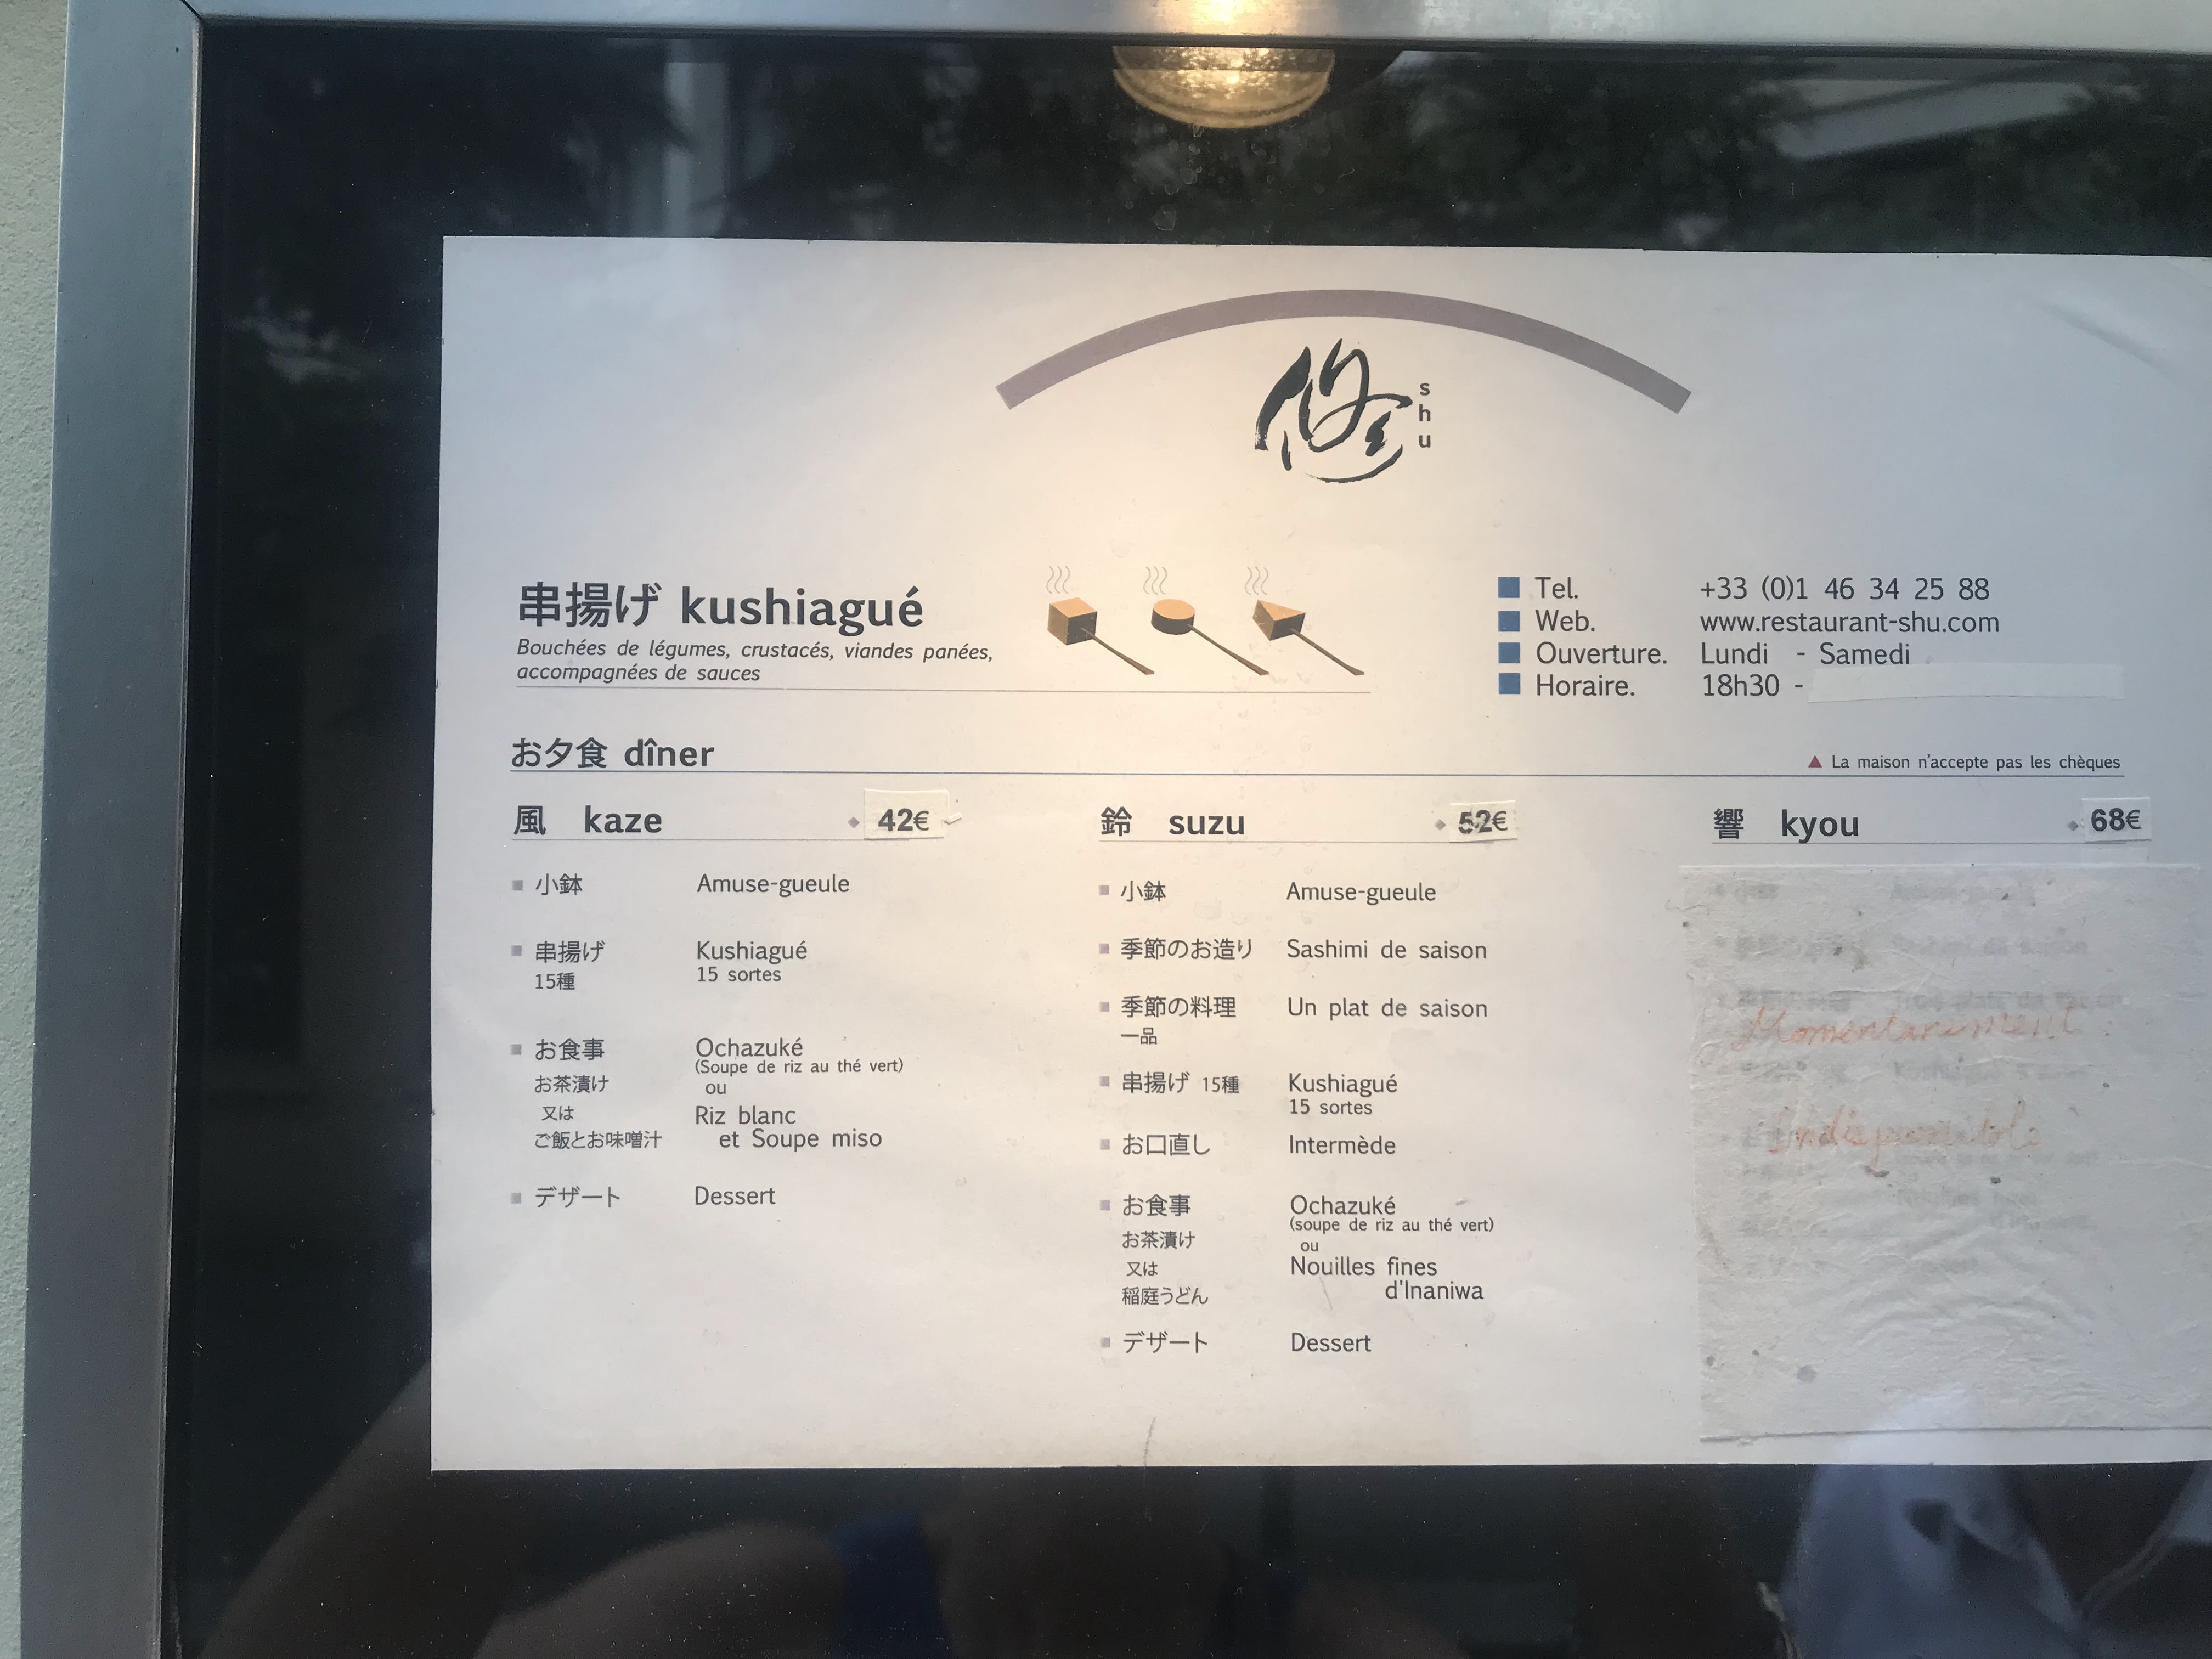 悠
shu
串揚げ kushiagué
Bouchées de légumes, crustacés, viandes panées,
accompagnées de sauces
Tel. +33 (0)1 46 34 25 88
Web. www.restaurant-shu.com
Ouverture. Lundi - Samedi
Horaire. 18h30 -
お夕食 dîner
▲ La maison n'accepte pas les chèques
風 kaze 42€
小鉢 Amuse-gueule
串揚げ Kushiagué
15種 15 sortes
お食事 Ochazuké
(Soupe de riz au thé vert)
お茶漬け ou
又は Riz blanc
ご飯とお味噌汁 et Soupe miso
デザート Dessert
鈴 suzu 52€
小鉢 Amuse-gueule
季節のお造り Sashimi de saison
季節の料理 Un plat de saison
一品
串揚げ 15種 Kushiagué
15 sortes
お口直し Intermède
お食事 Ochazuké
(soupe de riz au thé vert)
お茶漬け ou
又は Nouilles fines
稲庭うどん d'Inaniwa
デザート Dessert
響 kyou 68€